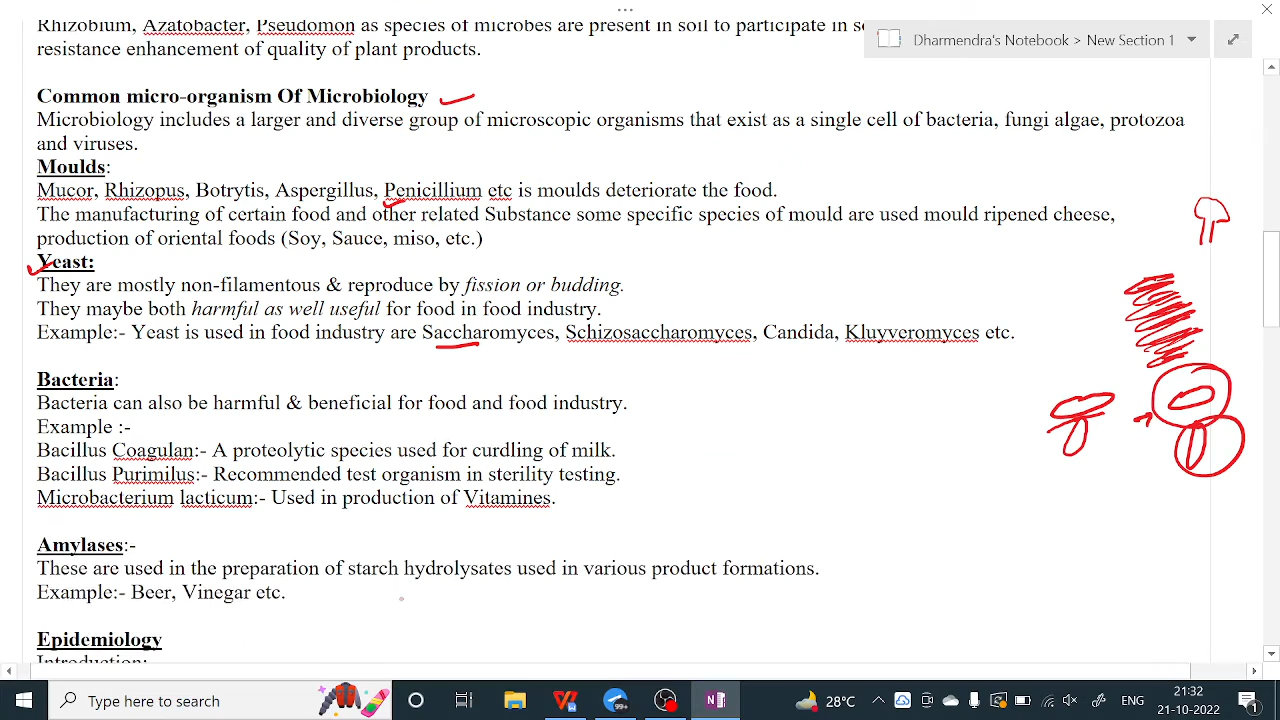 Rhizobium, Azatobacter, Pseudomon as species of microbes are present in soil to participate in
Dharmendra's Notebook > New Section 1
resistance enhancement of quality of plant products.
Common micro-organism Of Microbiology
Microbiology includes a larger and diverse group of microscopic organisms that exist as a single cell of bacteria, fungi algae, protozoa
and viruses.
Moulds:
Mucor, Rhizopus, Botrytis, Aspergillus, Penicillium etc is moulds deteriorate the food.
The manufacturing of certain food and other related Substance some specific species of mould are used mould ripened cheese,
production of oriental foods (Soy, Sauce, miso, etc.)
Yeast:
They are mostly non-filamentous & reproduce by fission or budding.
They maybe both harmful as well useful for food in food industry.
Example:- Yeast is used in food industry are Saccharomyces, Schizosaccharomyces, Candida, Kluyveromyces etc.
Bacteria:
Bacteria can also be harmful & beneficial for food and food industry.
Example :-
Bacillus Coagulan:- A proteolytic species used for curdling of milk.
Bacillus Purimilus:- Recommended test organism in sterility testing.
Microbacterium lacticum:- Used in production of Vitamines.
Amylases:-
These are used in the preparation of starch hydrolysates used in various product formations.
Example:- Beer, Vinegar etc.
Epidemiology
Introduction:-
Type here to search
99+
28°C
ENG
21:32
21-10-2022
1